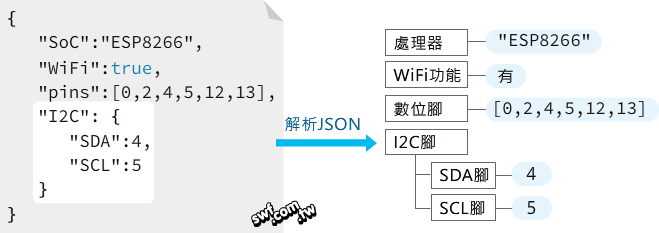 {
"SoC":"ESP8266",
"WiFi":true,
"pins":[0,2,4,5,12,13],
"I2C": {
"SDA":4,
"SCL":5
}
}
解析JSON
處理器 "ESP8266"
WiFi功能 有
數位腳 [0,2,4,5,12,13]
I2C腳
SDA腳 4
SCL腳 5
swf.com.tw